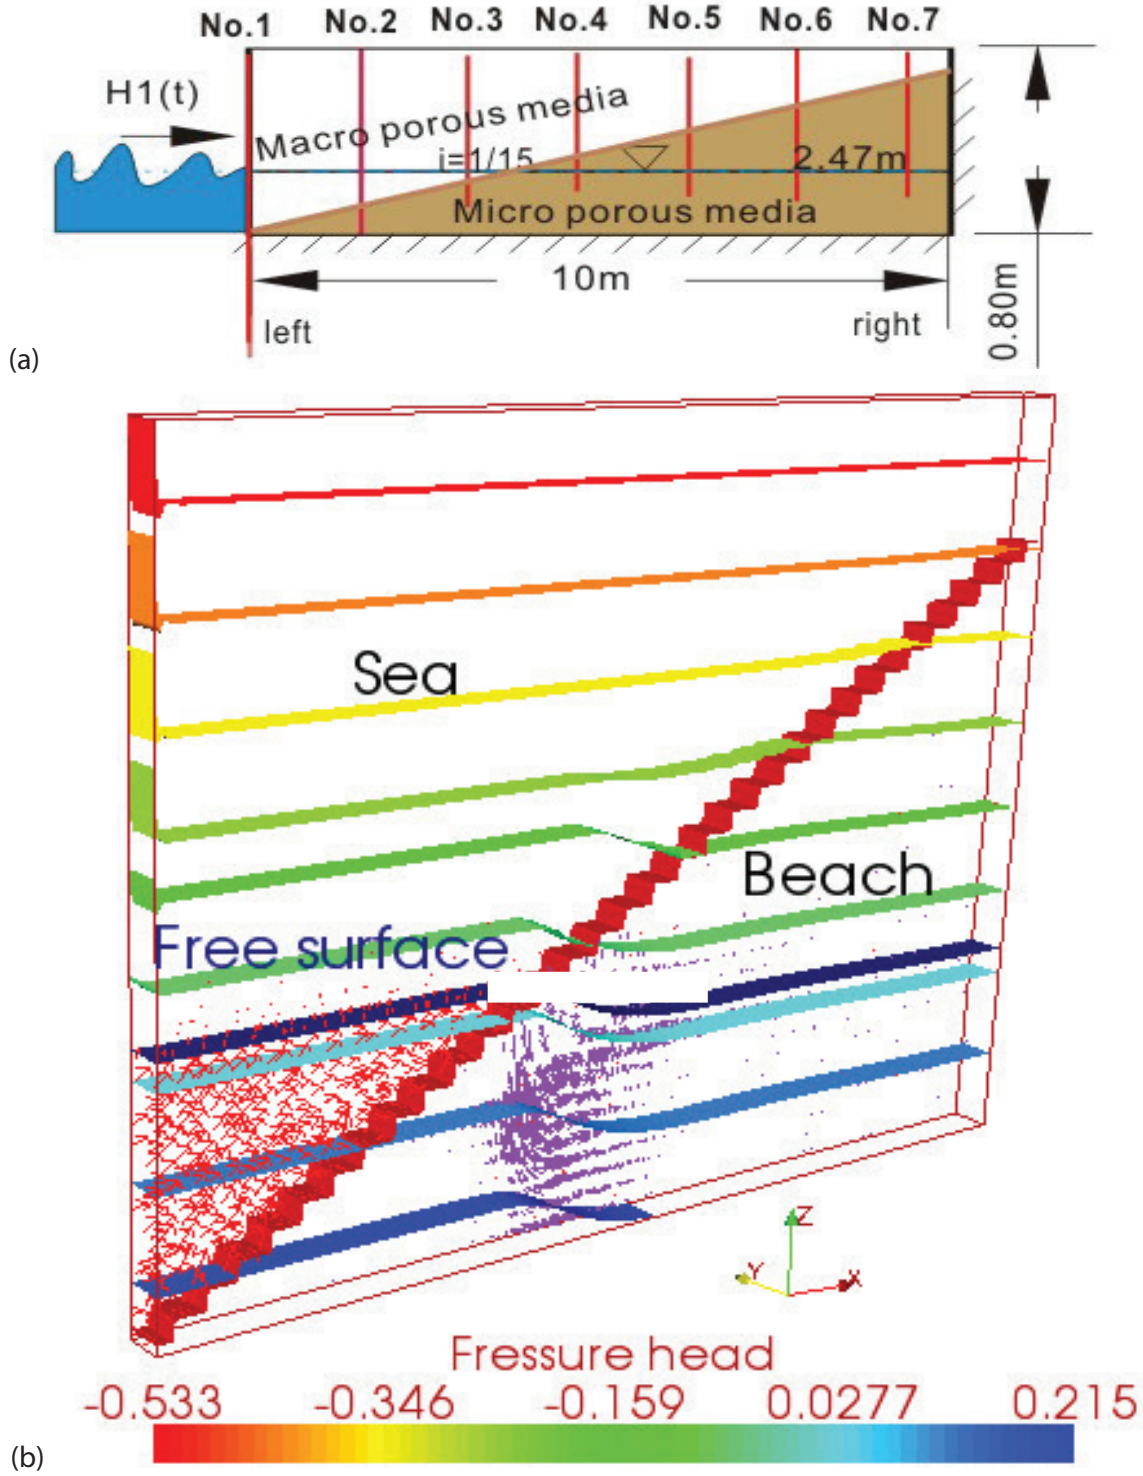 No.1 No.2 No.3 No.4 No.5 No.6 No.7
H1(t)
Macro porous media
i=1/15
2.47m
Micro porous media
10m
left
right
0.80m
(a)
Sea
Beach
Free surface
Z
Y
X
Fressure head
-0.533 -0.346 -0.159 0.0277 0.215
(b)